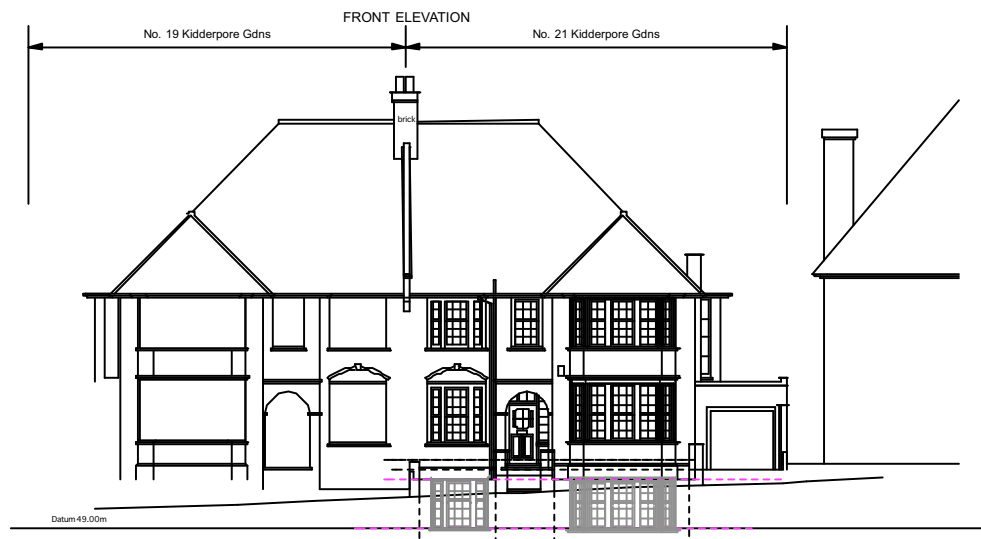 FRONT ELEVATION
No. 19 Kidderpore Gdns
No. 21 Kidderpore Gdns
brick
Datum 49.00m